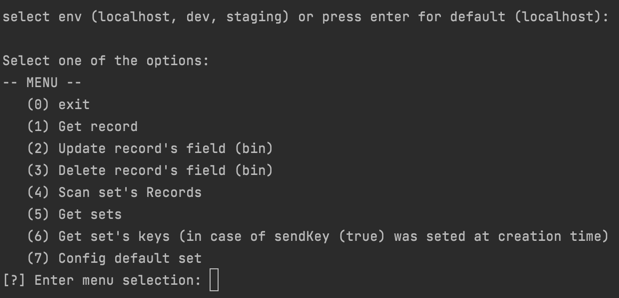 select env (localhost, dev, staging) or press enter for default (localhost):
Select one of the options:
-- MENU --
(0) exit
(1) Get record
(2) Update record's field (bin)
(3) Delete record's field (bin)
(4) Scan set's Records
(5) Get sets
(6) Get set's keys (in case of sendKey (true) was seted at creation time)
(7) Config default set
[?] Enter menu selection: